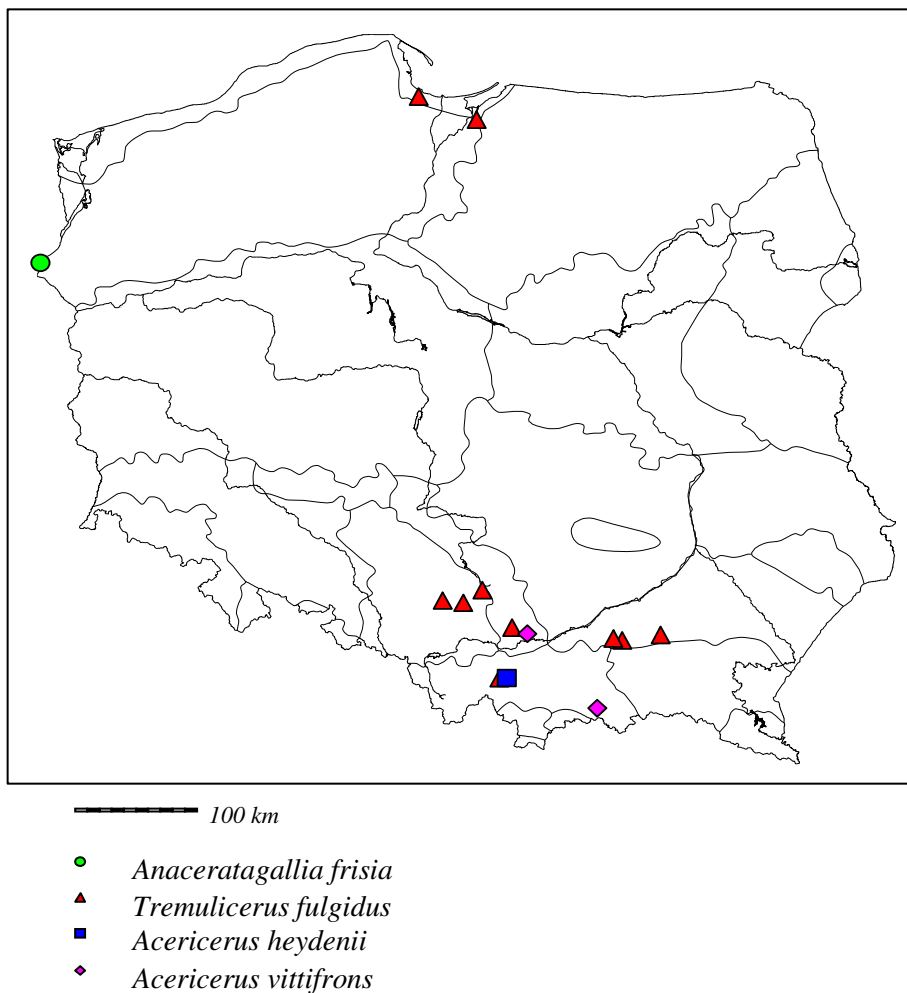 100 km
Anaceratagallia frisia
Tremulicerus fulgidus
Acericerus heydenii
Acericerus vittifrons